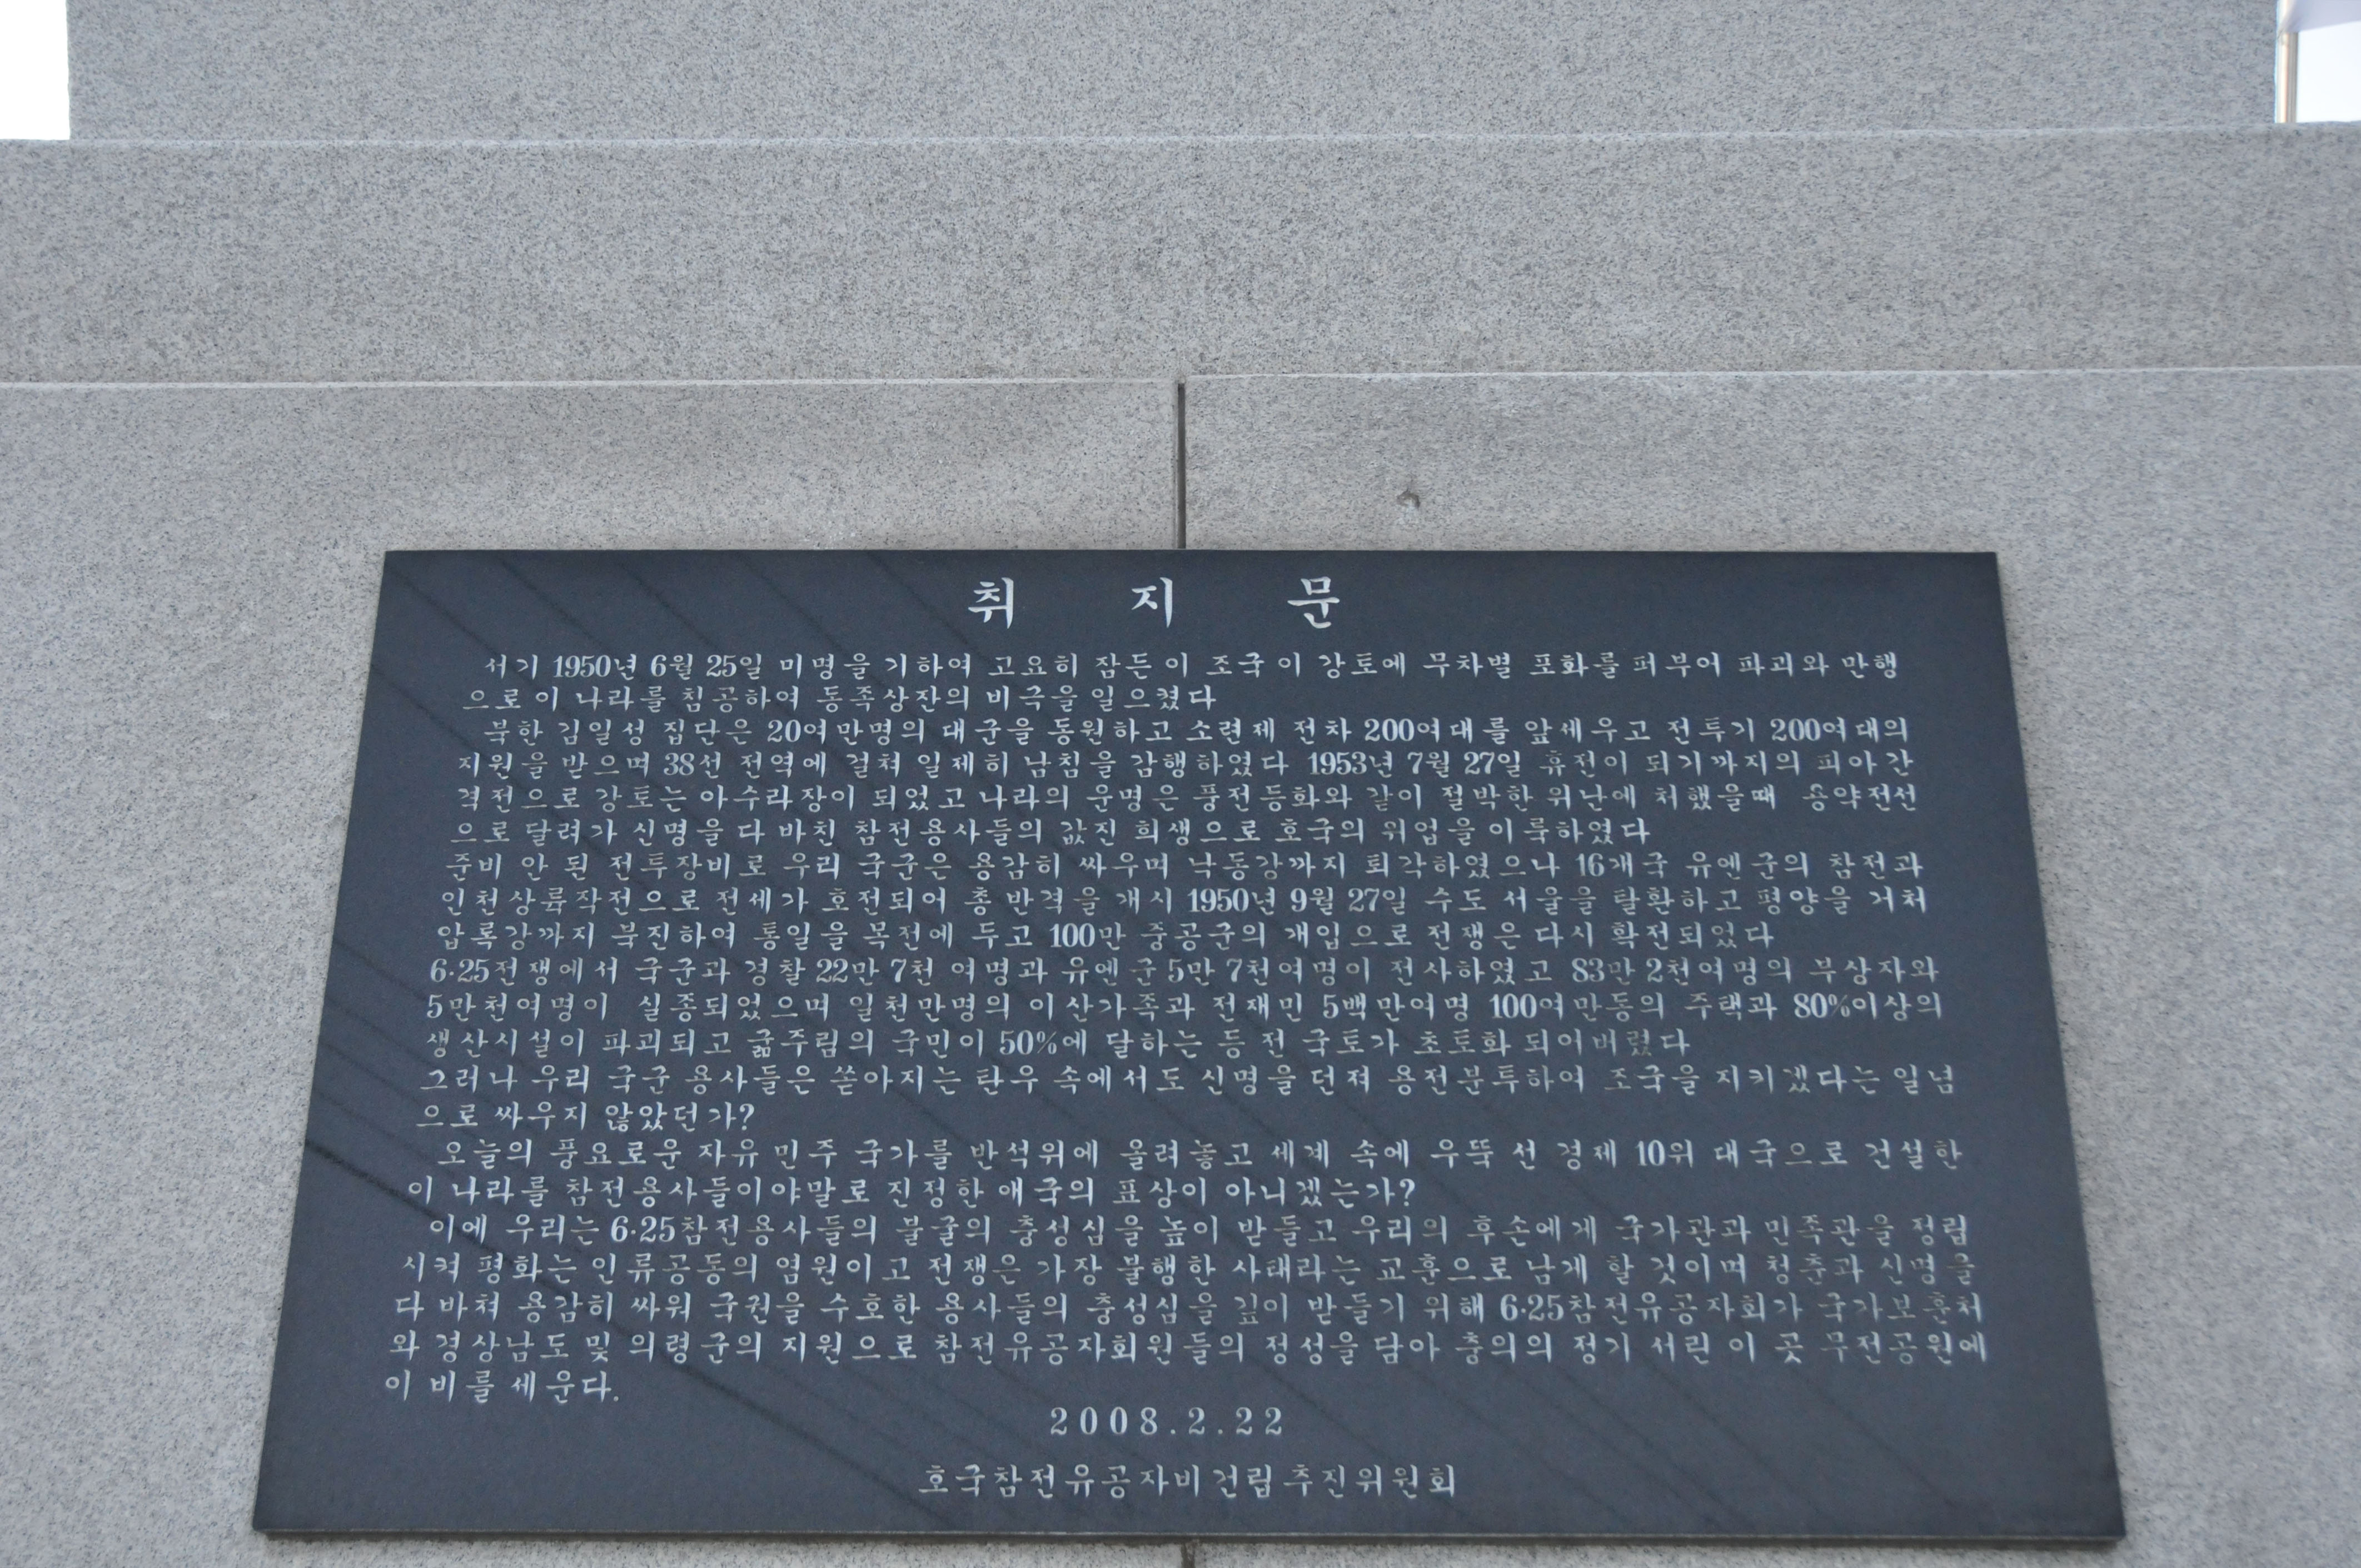 취 지 문
서기 1950년 6월 25일 미명을 기하여 고요히 잠든 이 조국 이 강토에 무차별 포화를 퍼부어 파괴와 만행
으로 이 나라를 침공하여 동족상잔의 비극을 일으켰다
북한 김일성 집단은 20여만명의 대군을 동원하고 소련제 전차 200여대를 앞세우고 전투기 200여대의
지원을 받으며 38선 전역에 걸쳐 일제히 남침을 감행하였다 1953년 7월 27일 휴전이 되기까지의 피아간
격전으로 강토는 아수라장이 되었고 나라의 운명은 풍전등화와 같이 절박한 위난에 처했을때 용약전선
으로 달려가 신명을 다 바친 참전용사들의 값진 희생으로 호국의 위업을 이룩하였다
준비 안 된 전투장비로 우리 국군은 용감히 싸우며 낙동강까지 퇴각하였으나 16개국 유엔군의 참전과
인천상륙작전으로 전세가 호전되어 총반격을 개시 1950년 9월 27일 수도 서울을 탈환하고 평양을 거처
압록강까지 북진하여 통일을 목전에 두고 100만 중공군의 개입으로 전쟁은 다시 확전되었다
6·25전쟁에서 국군과 경찰 22만 7천 여명과 유엔군 5만 7천여명이 전사하였고 83만 2천여명의 부상자와
5만천여명이 실종되었으며 일천만명의 이산가족과 전재민 5백만여명 100여만동의 주택과 80%이상의
생산시설이 파괴되고 굶주림의 국민이 50%에 달하는 등 전 국토가 초토화 되어버렸다
그러나 우리 국군 용사들은 쏟아지는 탄우 속에서도 신명을 던져 용전분투하여 조국을 지키겠다는 일념
으로 싸우지 않았던가?
오늘의 풍요로운 자유 민주 국가를 반석위에 올려놓고 세계 속에 우뚝 선 경제 10위 대국으로 건설한
이 나라를 참전용사들이야말로 진정한 애국의 표상이 아니겠는가?
이에 우리는 6·25참전용사들의 불굴의 충성심을 높이 받들고 우리의 후손에게 국가관과 민족관을 정립
시켜 평화는 인류공동의 염원이고 전쟁은 가장 불행한 사태라는 교훈으로 남게 할 것이며 청춘과 신명을
다 바쳐 용감히 싸워 국권을 수호한 용사들의 충성심을 깊이 받들기 위해 6·25참전유공자회가 국가보훈처
와 경상남도 및 의령군의 지원으로 참전유공자회원들의 정성을 담아 충의의 정기 서린 이 곳 무전공원에
이 비를 세운다.
2008.2.22
호국참전유공자비건립추진위원회